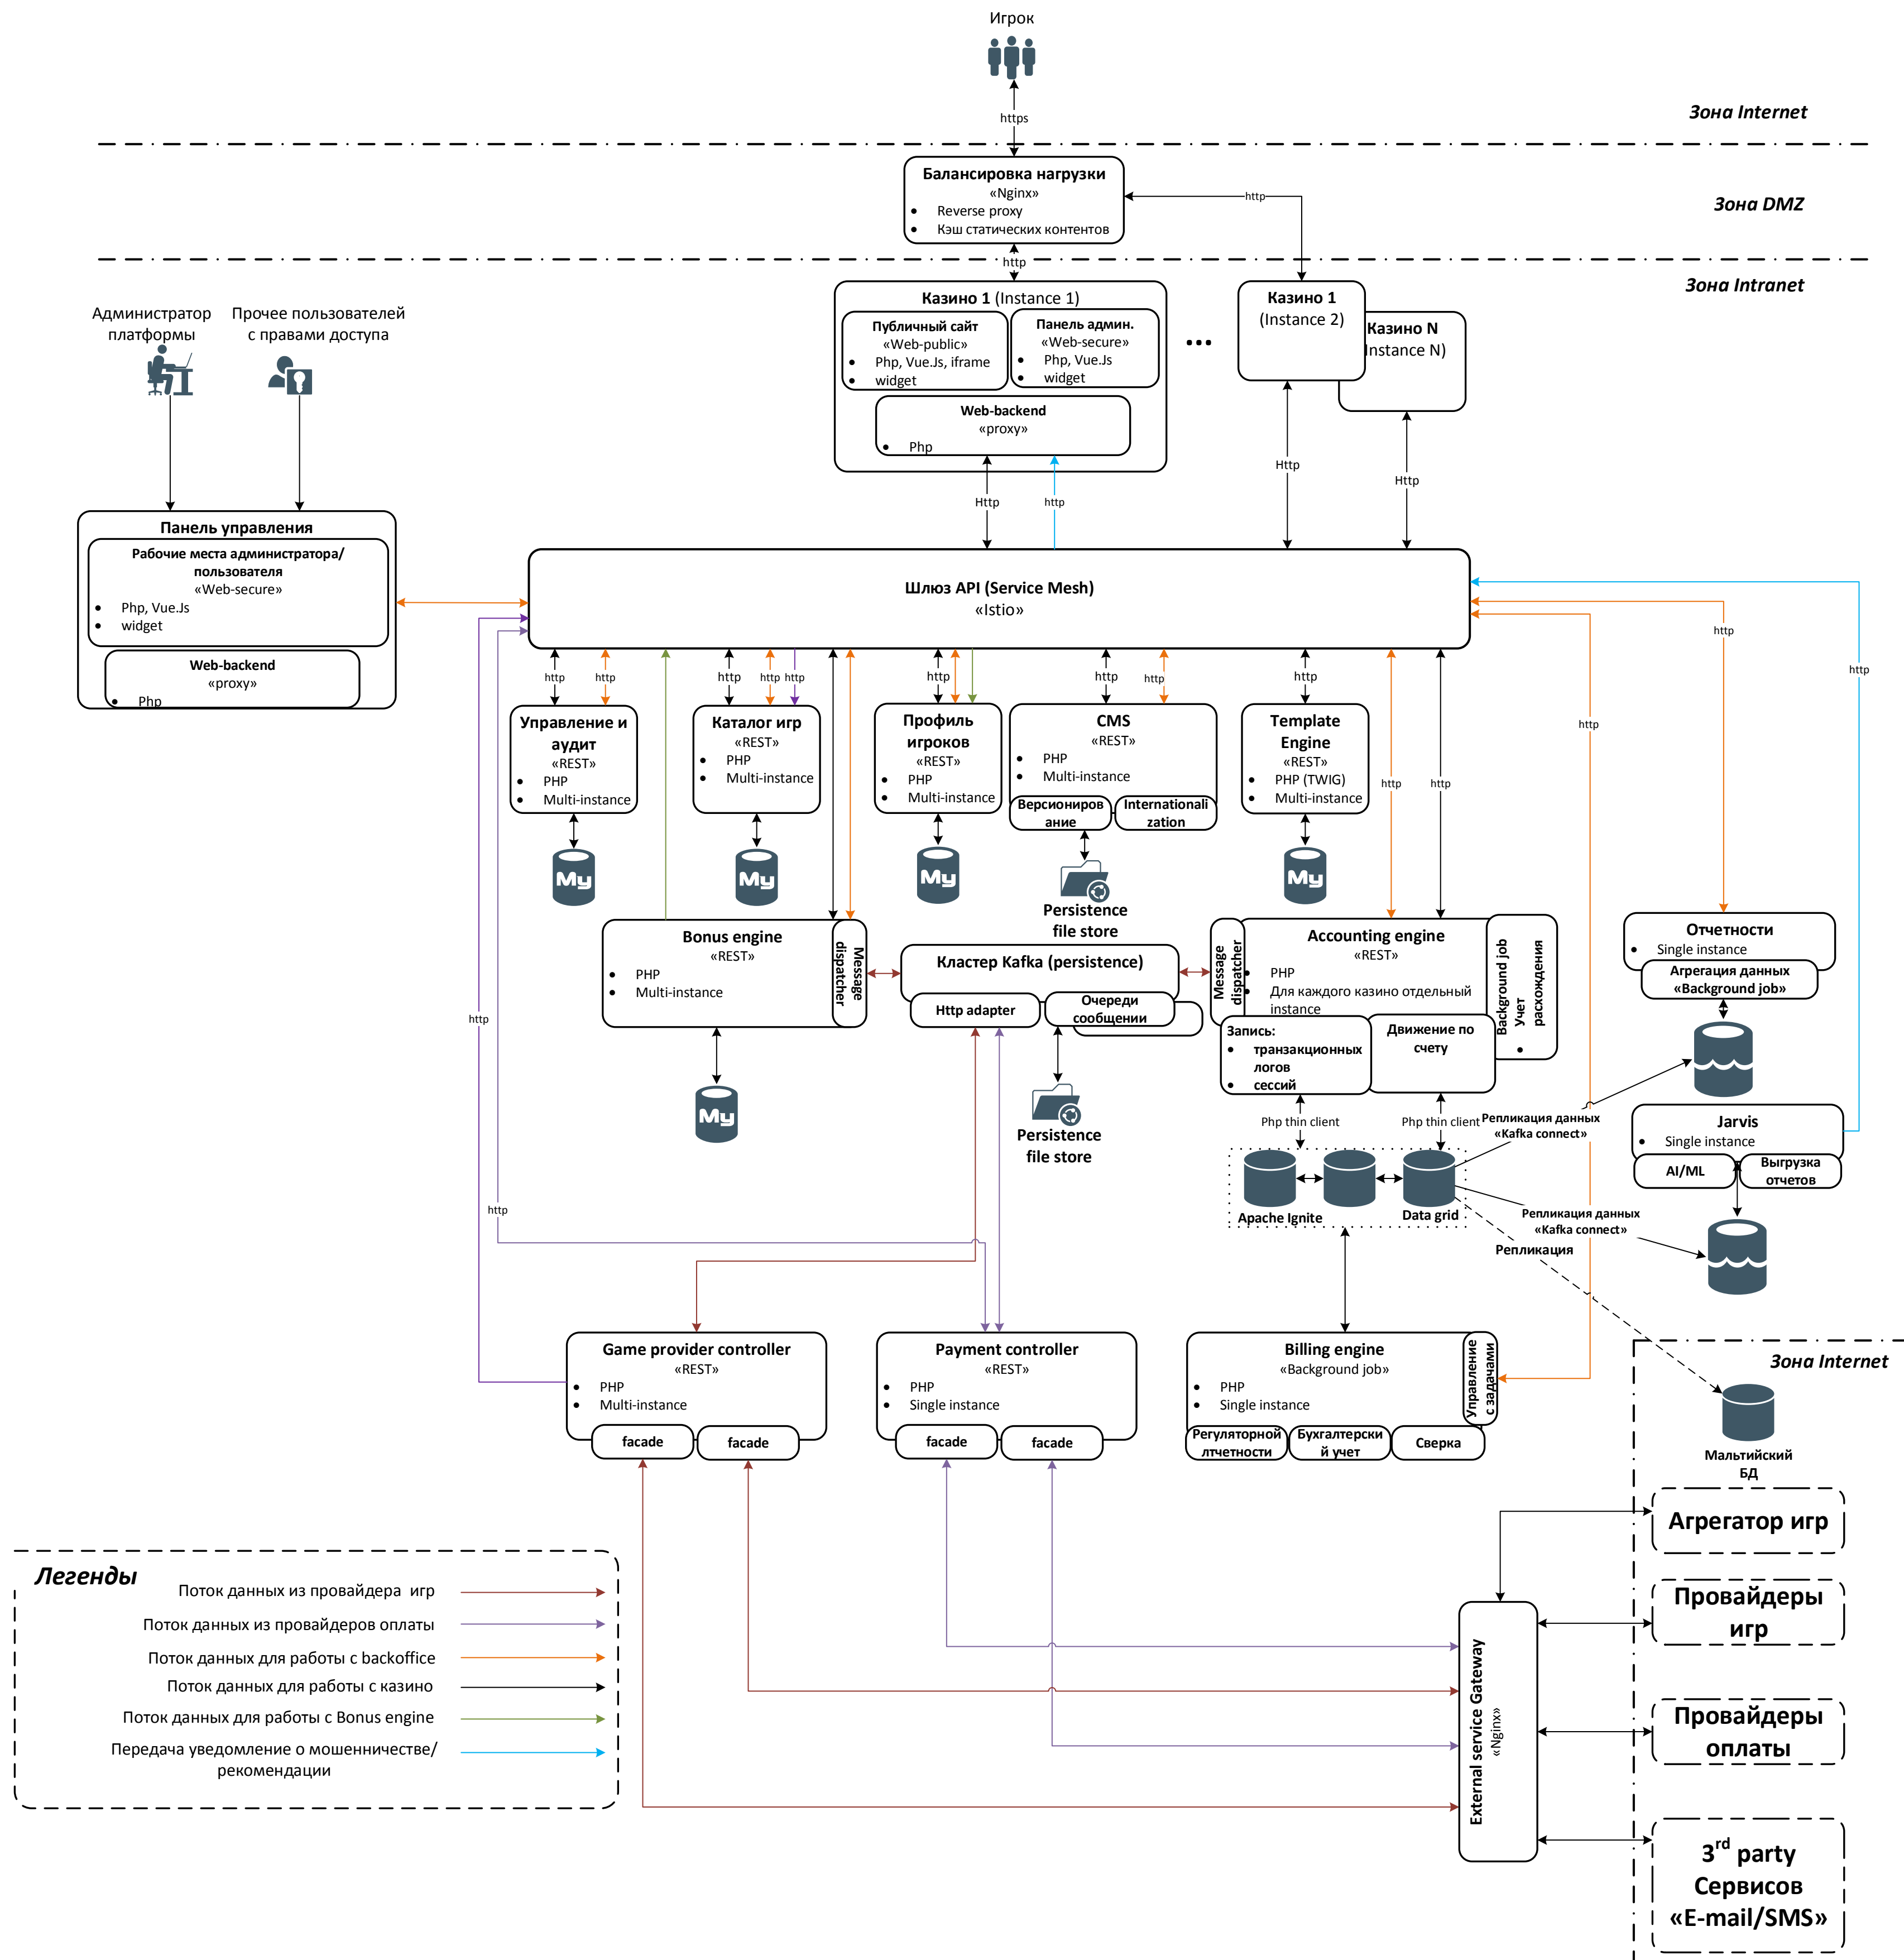 Игрок
https
Зона Internet
Балансировка нагрузки
«Nginx»
• Reverse proxy
• Кэш статических контентов
http
Зона DMZ
http
Зона Intranet
Администратор
платформы
Прочее пользователей
с правами доступа
Казино 1 (Instance 1)
Публичный сайт
«Web-public»
• Php, Vue.Js, iframe
• widget
Панель админ.
«Web-secure»
• Php, Vue.Js
• widget
Web-backend
«proxy»
• Php
...
Казино 1
(Instance 2)
Казино N
Instance N)
Http
http
Http
Http
Панель управления
Рабочие места администратора/
пользователя
«Web-secure»
• Php, Vue.Js
• widget
Web-backend
«proxy»
• Php
Шлюз API (Service Mesh)
«Istio»
http
http
http
http
http
http
http
http
http
http
http
http
http
http
Управление и
аудит
«REST»
• PHP
• Multi-instance
Каталог игр
«REST»
• PHP
• Multi-instance
Профиль
игроков
«REST»
• PHP
• Multi-instance
CMS
«REST»
• PHP
• Multi-instance
Версиониров
ание
Internationali
zation
Template
Engine
«REST»
• PHP (TWIG)
• Multi-instance
My
My
My
My
Persistence
file store
Bonus engine
«REST»
• PHP
• Multi-instance
Message
dispatcher
Кластер Kafka (persistence)
Http adapter
Очереди
сообщении
Message
dispatcher
Accounting engine
«REST»
• PHP
• Для каждого казино отдельный
instance
Запись:
• транзакционных
логов
• сессий
Движение по
счету
Background job
• Учет
расхождения
Отчетности
• Single instance
Агрегация данных
«Background job»
http
My
Persistence
file store
Php thin client
Php thin client
Репликация данных
«Kafka connect»
Jarvis
• Single instance
AI/ML
Выгрузка
отчетов
Apache Ignite
Data grid
http
Репликация данных
«Kafka connect»
Репликация
Game provider controller
«REST»
• PHP
• Multi-instance
facade
facade
Payment controller
«REST»
• PHP
• Single instance
facade
facade
Billing engine
«Background job»
• PHP
• Single instance
Управление
с задачами
Регуляторной
лтчетности
Бухгалтерски
й учет
Сверка
Зона Internet
Мальтийский
БД
Агрегатор игр
Провайдеры
игр
Провайдеры
оплаты
3rd party
Сервисов
«E-mail/SMS»
External service Gateway
«Nginx»
Легенды
Поток данных из провайдера игр
Поток данных из провайдеров оплаты
Поток данных для работы с backoffice
Поток данных для работы с казино
Поток данных для работы с Bonus engine
Передача уведомление о мошенничестве/
рекомендации